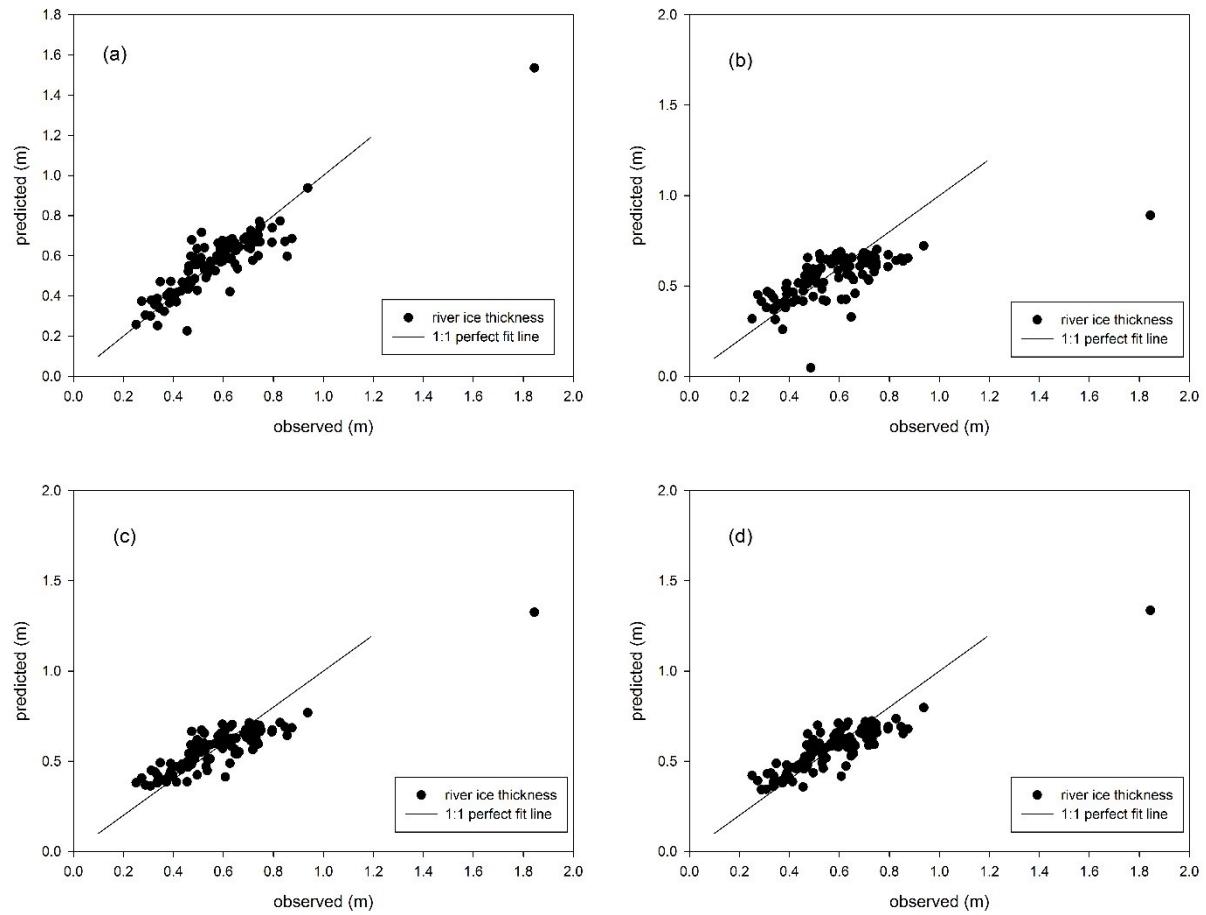 (a)
predicted (m)
1.8
1.6
1.4
1.2
1.0
0.8
0.6
0.4
0.2
0.0
river ice thickness
1:1 perfect fit line
0.0 0.2 0.4 0.6 0.8 1.0 1.2 1.4 1.6 1.8 2.0
observed (m)
(b)
predicted (m)
2.0
1.5
1.0
0.5
0.0
river ice thickness
1:1 perfect fit line
0.0 0.2 0.4 0.6 0.8 1.0 1.2 1.4 1.6 1.8 2.0
observed (m)
(c)
predicted (m)
2.0
1.5
1.0
0.5
0.0
river ice thickness
1:1 perfect fit line
0.0 0.2 0.4 0.6 0.8 1.0 1.2 1.4 1.6 1.8 2.0
observed (m)
(d)
predicted (m)
2.0
1.5
1.0
0.5
0.0
river ice thickness
1:1 perfect fit line
0.0 0.2 0.4 0.6 0.8 1.0 1.2 1.4 1.6 1.8 2.0
observed (m)